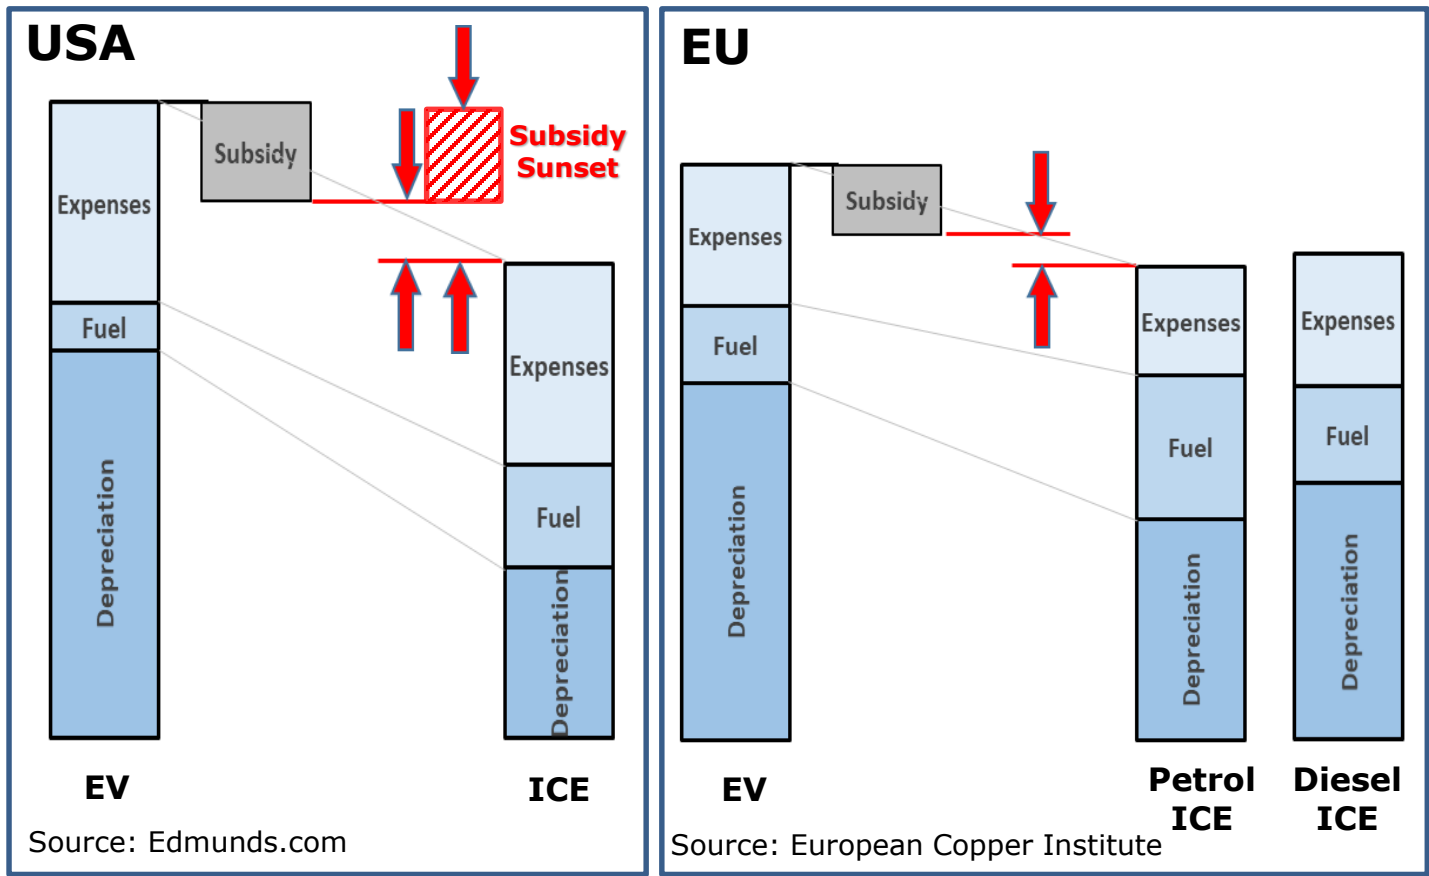 USA
Subsidy
Subsidy
Sunset
Expenses
Fuel
Depreciation
Expenses
Fuel
Depreciation
EV
ICE
Source: Edmunds.com
EU
Subsidy
Expenses
Fuel
Depreciation
Expenses
Fuel
Depreciation
Expenses
Fuel
Depreciation
EV
Petrol
ICE
Diesel
ICE
Source: European Copper Institute